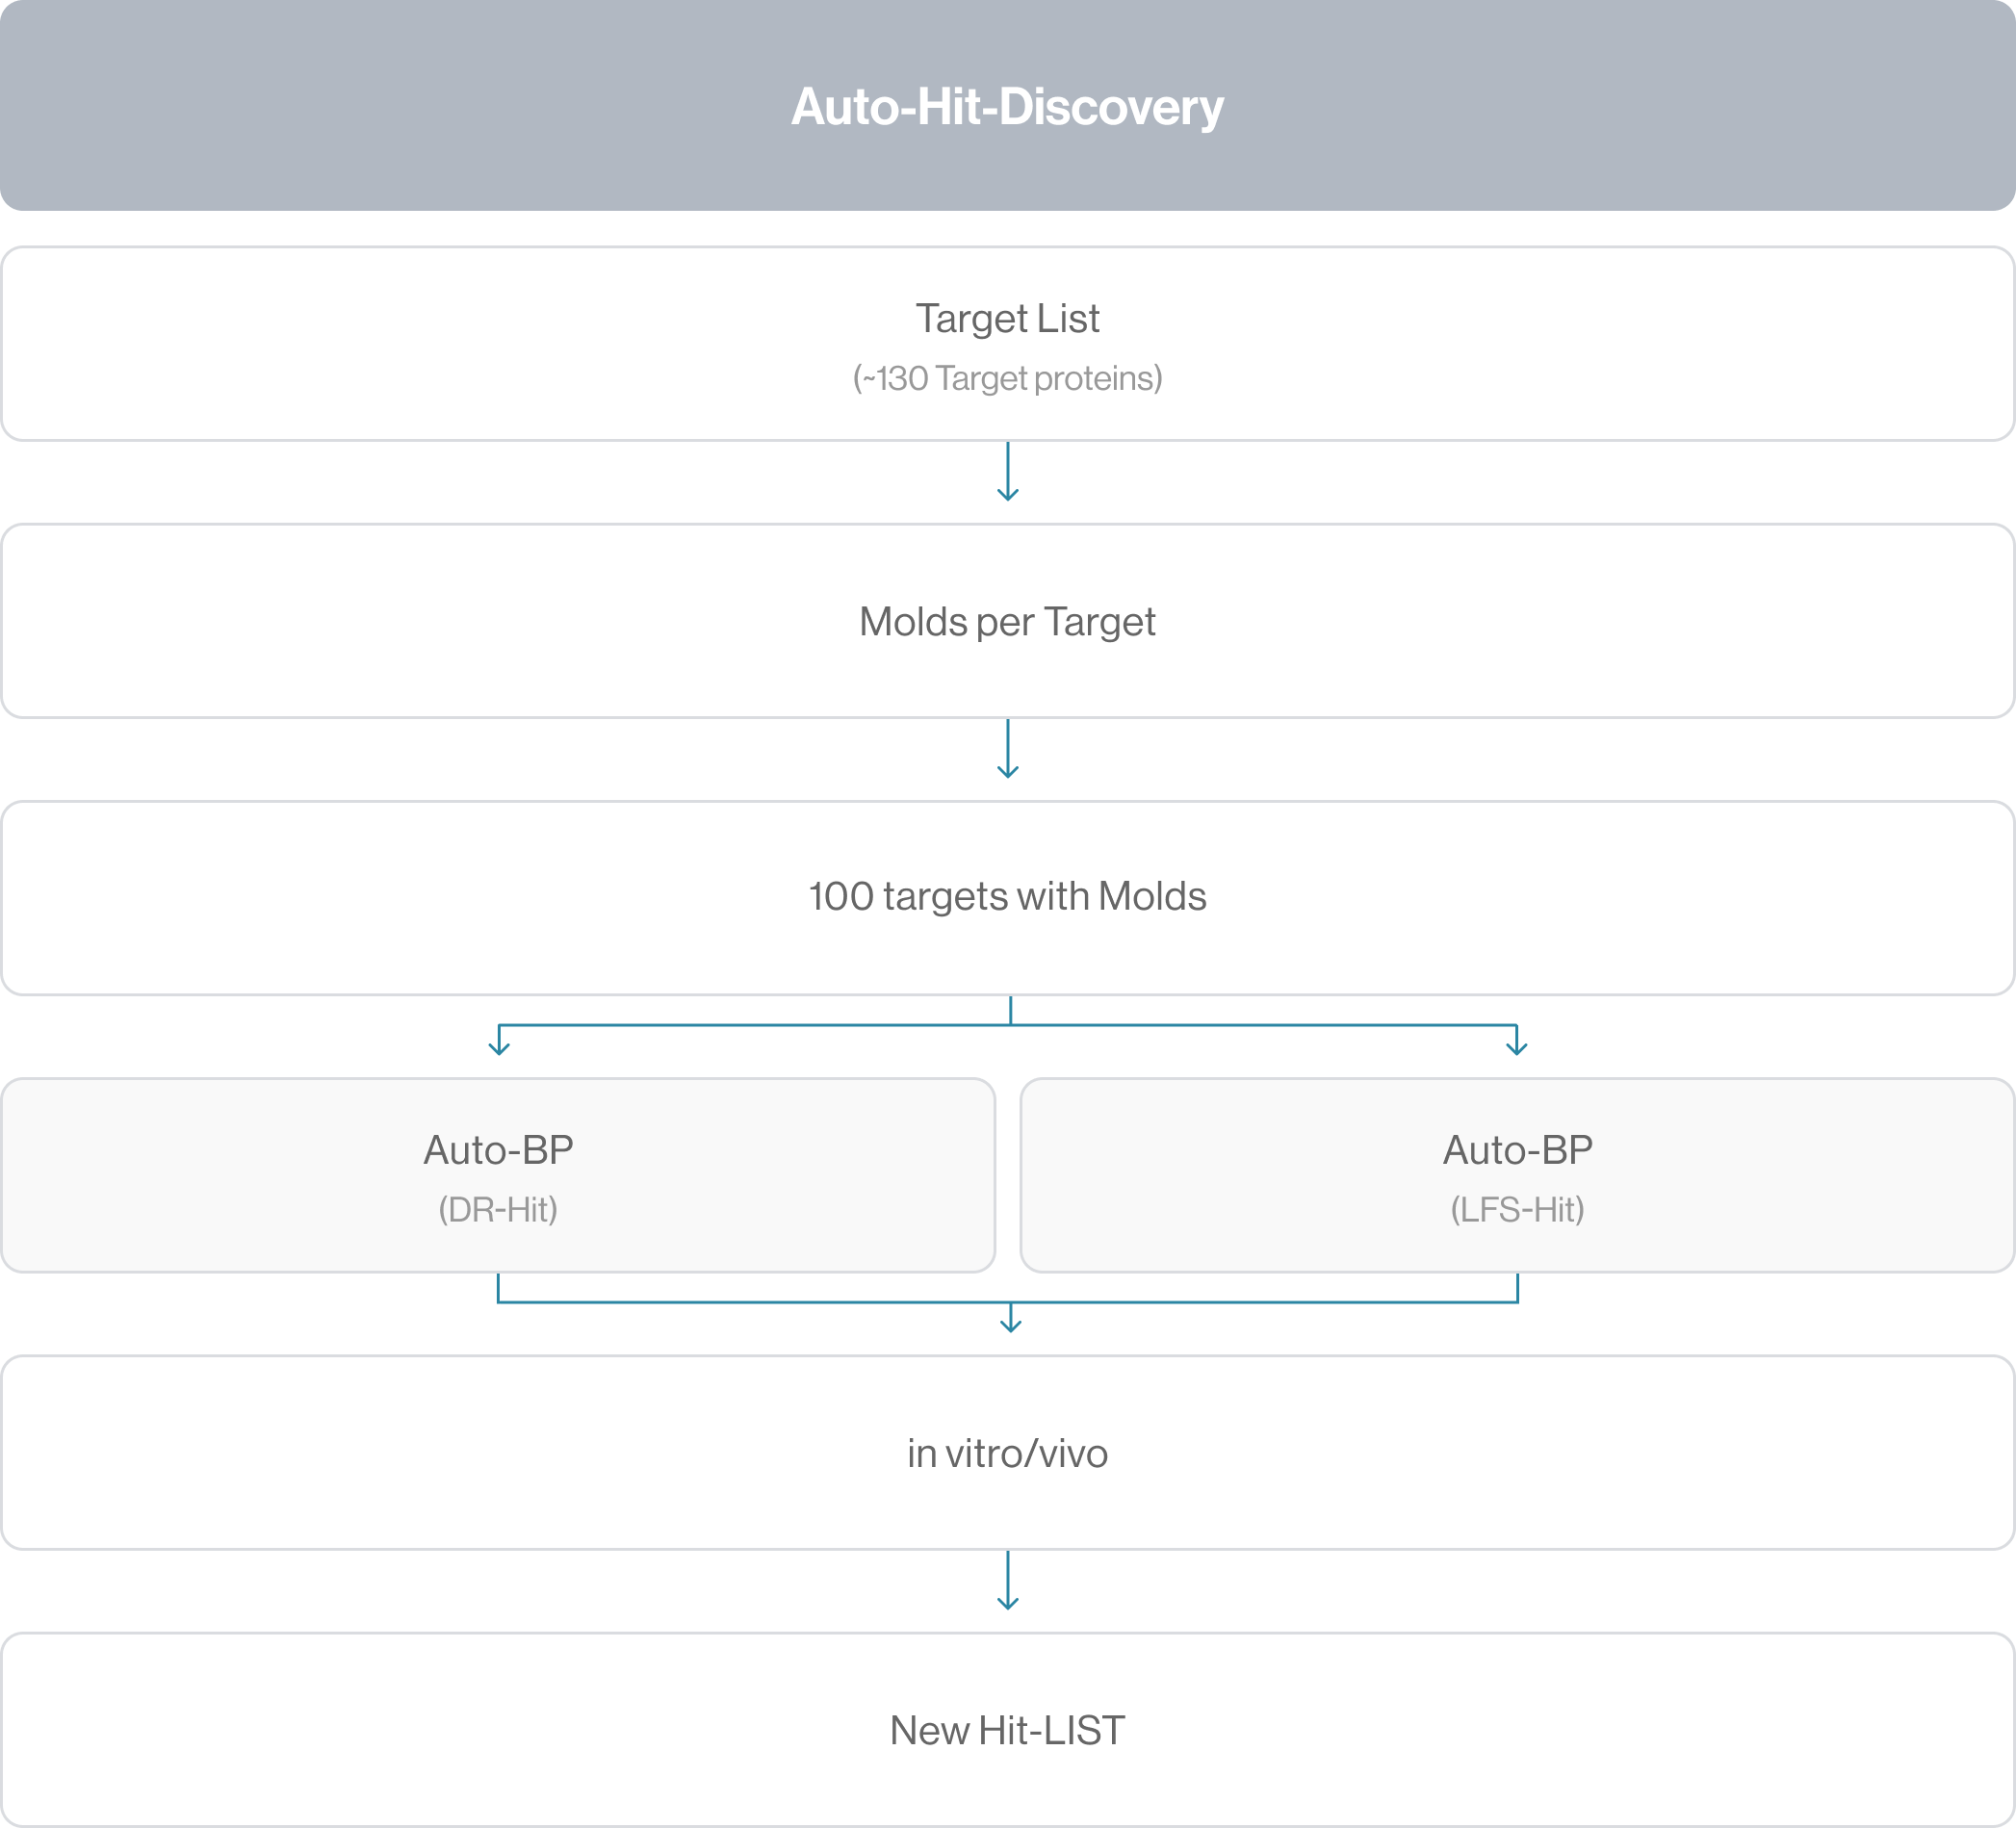 Auto-Hit-Discovery
Target List
(~130 Target proteins)
Molds per Target
100 targets with Molds
Auto-BP
(DR-Hit)
Auto-BP
(LFS-Hit)
in vitro/vivo
New Hit-LIST